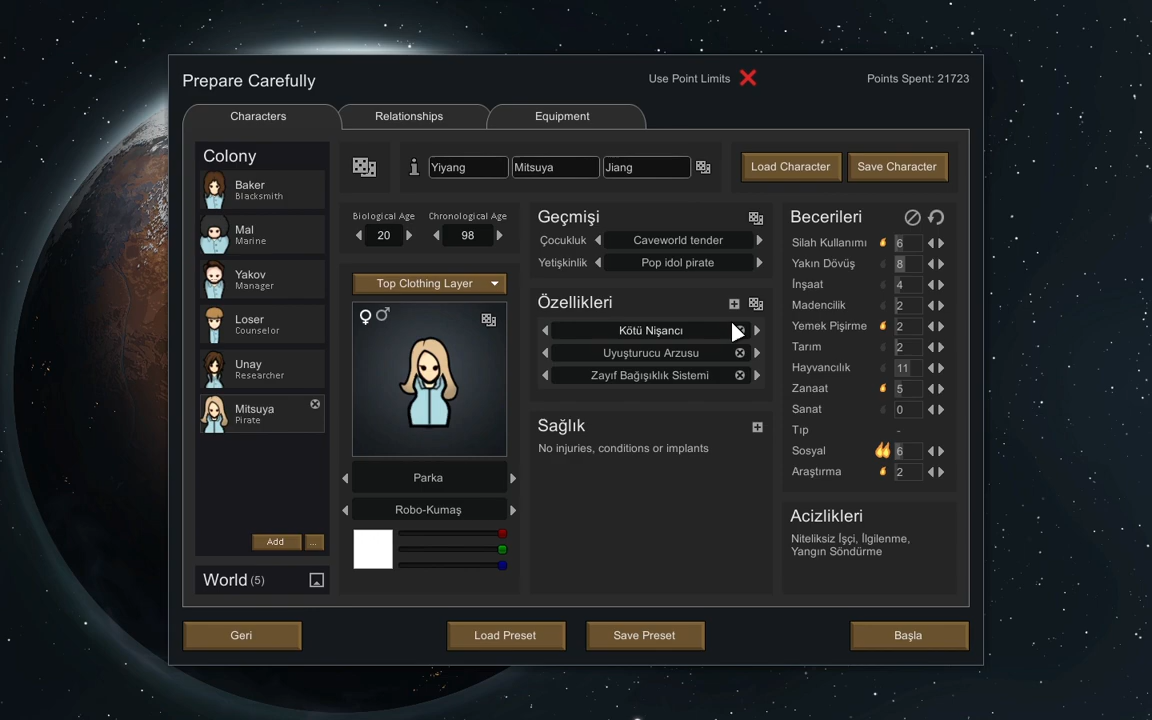 Prepare Carefully
Use Point Limits
Points Spent: 21723
Characters
Relationships
Equipment
Colony
Baker
Blacksmith
Mal
Marine
Yakov
Manager
Loser
Counselor
Unay
Researcher
Mitsuya
Pirate
Add
...
World (5)
Yiyang
Mitsuya
Jiang
Load Character
Save Character
Biological Age
20
Chronological Age
98
Top Clothing Layer
Parka
Robo-Kumaş
Geçmişi
Çocukluk
Caveworld tender
Yetişkinlik
Pop idol pirate
Özellikleri
Kötü Nişancı
Uyuşturucu Arzusu
Zayıf Bağışıklık Sistemi
Sağlık
No injuries, conditions or implants
Becerileri
Silah Kullanımı 6
Yakın Dövüş 8
İnşaat 4
Madencilik 2
Yemek Pişirme 2
Tarım 2
Hayvancılık 11
Zanaat 5
Sanat 0
Tıp -
Sosyal 6
Araştırma 2
Acizlikleri
Niteliksiz İşçi, İlgilenme,
Yangın Söndürme
Geri
Load Preset
Save Preset
Başla